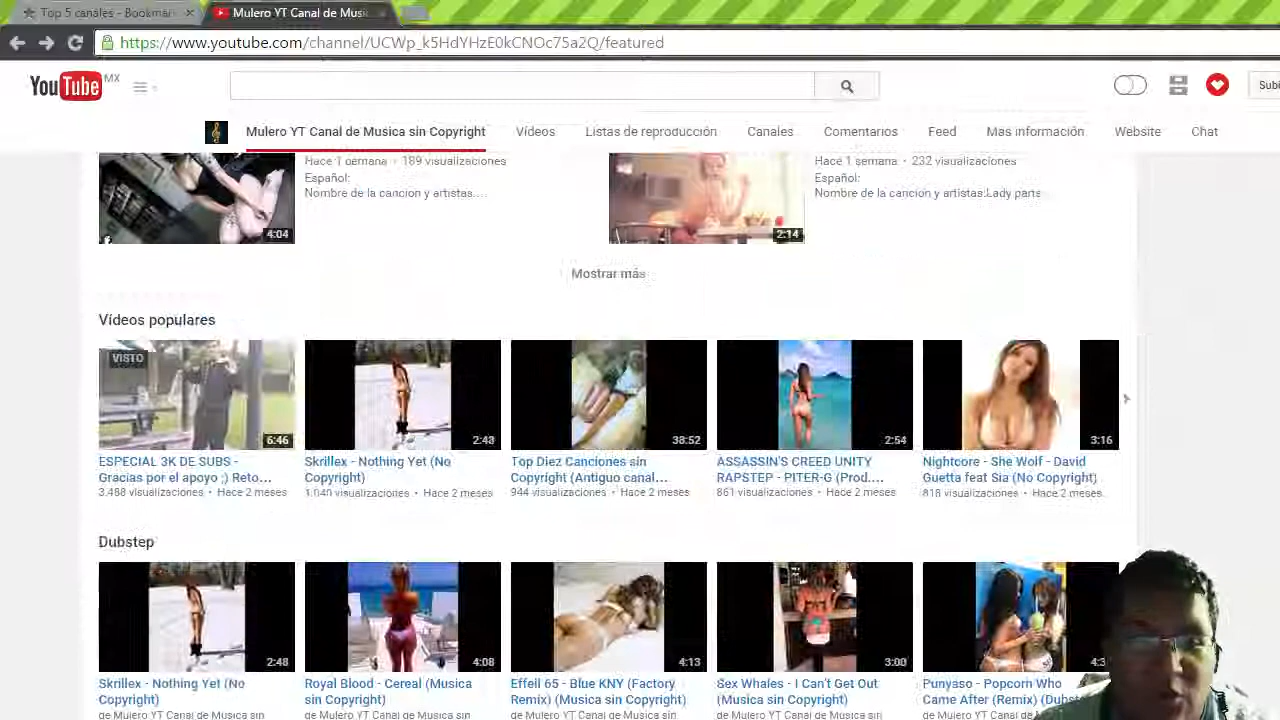 Top 5 canáles - Bookmar
Mulero YT Canal de Mus
https://www.youtube.com/channel/UCWp_k5HdYHzE0kCNOc75a2Q/featured
YouTube MX
Subi
Mulero YT Canal de Musica sin Copyright
Vídeos
Listas de reproducción
Canales
Comentarios
Feed
Más información
Website
Chat
Hace 1 semana • 189 visualizaciones
Español:
Nombre de la cancion y artistas....
4:04
Hace 1 semana • 232 visualizaciones
Español:
Nombre de la cancion y artistas:Lady parts
2:14
Mostrar más
Vídeos populares
VISTO
6:46
2:48
38:52
2:54
3:16
ESPECIAL 3K DE SUBS -
Gracias por el apoyo ;) Reto...
3.488 visualizaciones • Hace 2 meses
Skrillex - Nothing Yet (No
Copyright)
1.040 visualizaciones • Hace 2 meses
Top Diez Canciones sin
Copyright (Antiguo canal...
944 visualizaciones • Hace 2 meses
ASSASSIN'S CREED UNITY
RAPSTEP - PITER-G (Prod....
861 visualizaciones • Hace 2 meses
Nightcore - She Wolf - David
Guetta feat Sia (No Copyright)
818 visualizaciones • Hace 2 meses
Dubstep
2:48
4:08
4:13
3:00
4:3
Skrillex - Nothing Yet (No
Copyright)
de Mulero YT Canal de Musica sin
Royal Blood - Cereal (Musica
sin Copyright)
de Mulero YT Canal de Musica sin
Effeil 65 - Blue KNY (Factory
Remix) (Musica sin Copyright)
de Mulero YT Canal de Musica sin
Sex Whales - I Can't Get Out
(Musica sin Copyright)
de Mulero YT Canal de Musica sin
Punyaso - Popcorn Who
Came After (Remix) (Dubst
de Mulero YT Canal de Musica